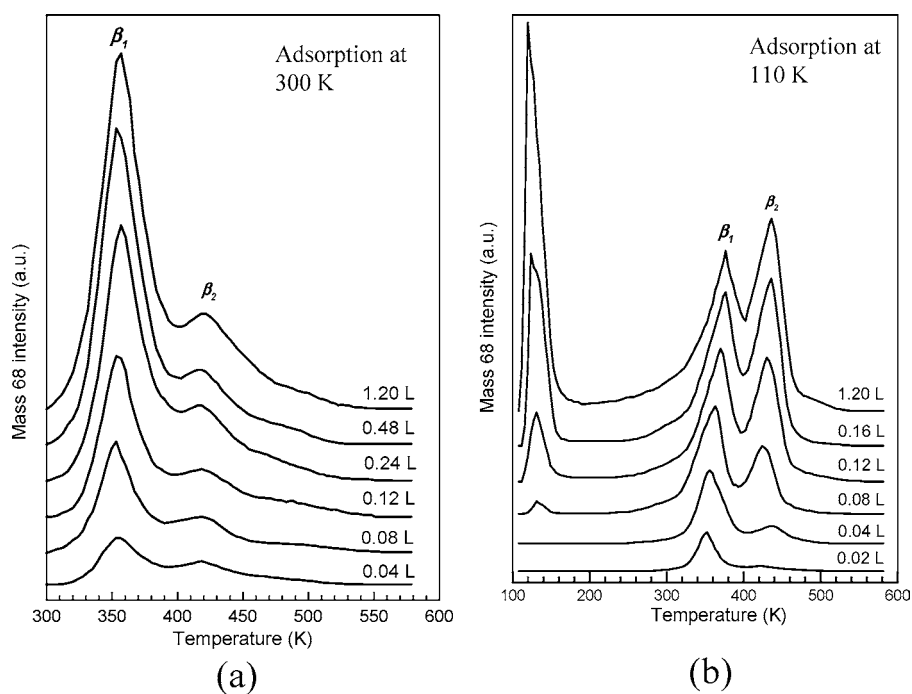 β1
β2
Adsorption at
300 K
1.20 L
0.48 L
0.24 L
0.12 L
0.08 L
0.04 L
Mass 68 intensity (a.u.)
300 350 400 450 500 550 600
Temperature (K)
(a)
Adsorption at
110 K
β1
β2
1.20 L
0.16 L
0.12 L
0.08 L
0.04 L
0.02 L
Mass 68 intensity (a.u.)
100 200 300 400 500 600
Temperature (K)
(b)